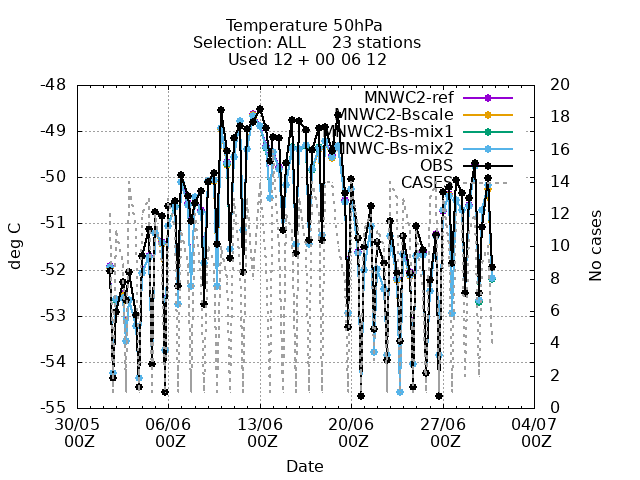 Temperature 50hPa
Selection: ALL 23 stations
Used 12 + 00 06 12
MNWC2-ref
MNWC2-Bscale
MNWC2-Bs-mix1
MNWC-Bs-mix2
OBS
CASES
deg C
-48
-49
-50
-51
-52
-53
-54
-55
No cases
20
18
16
14
12
10
8
6
4
2
0
30/05 06/06 13/06 20/06 27/06 04/07
00Z 00Z 00Z 00Z 00Z 00Z
Date